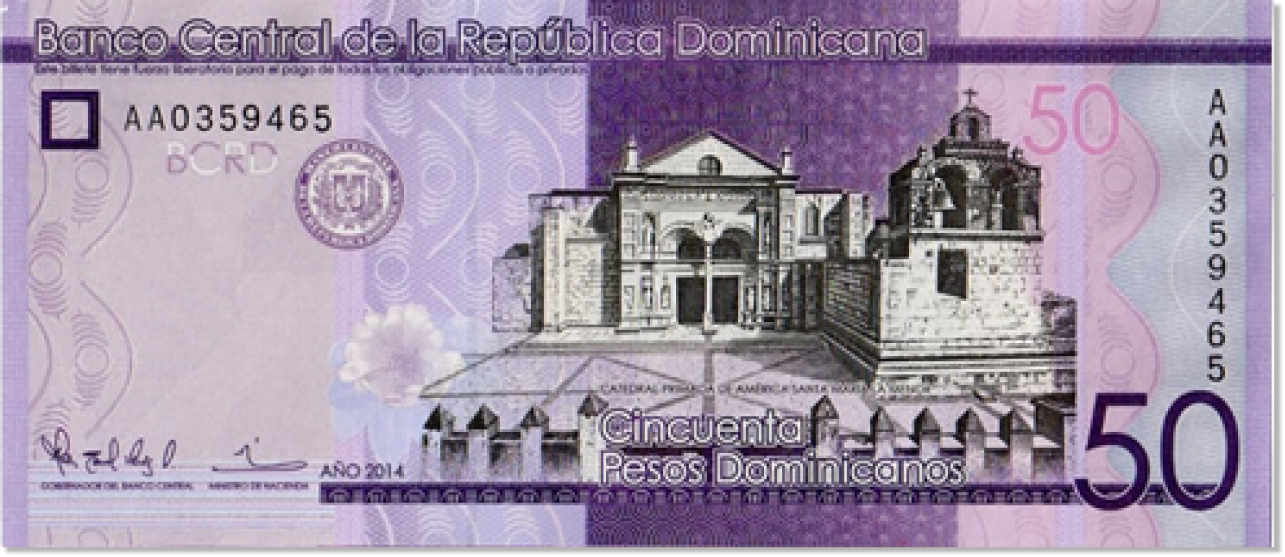 Banco Central de la República Dominicana
Este billete tiene fuerza liberatoria para el pago de todas las obligaciones públicas o privadas
AA0359465
BCRD
50
AA0359465
CATEDRAL PRIMADA DE AMÉRICA SANTA MARÍA LA MENOR
Cincuenta
Pesos Dominicanos
50
AÑO 2014
GOBERNADOR DEL BANCO CENTRAL
MINISTRO DE HACIENDA